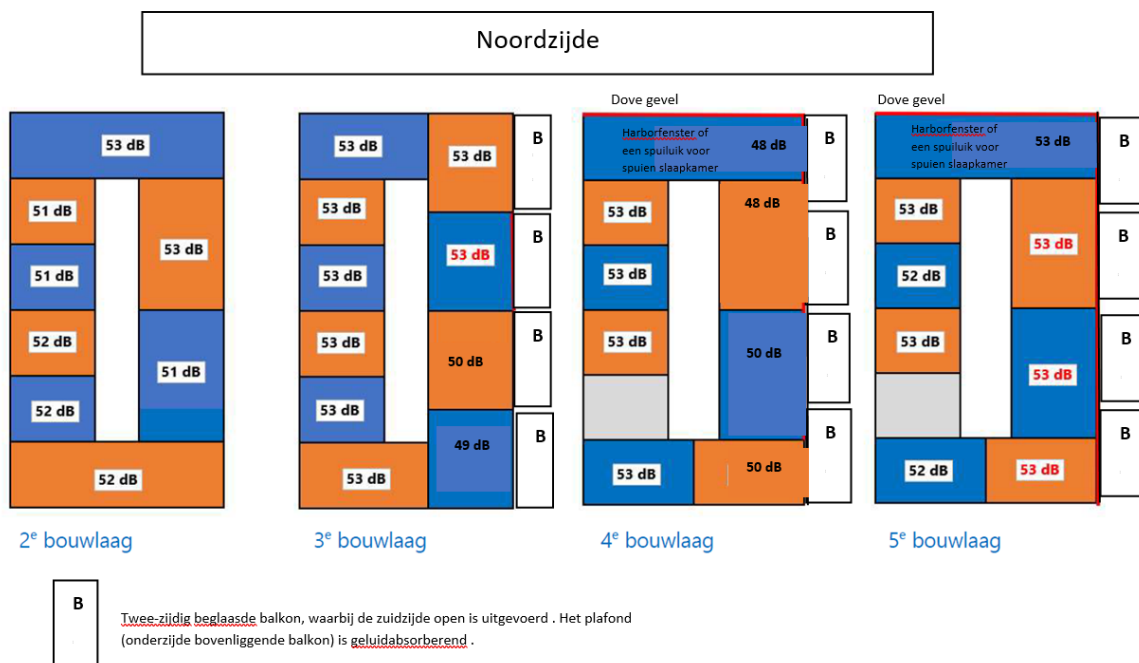 Noordzijde
Dove gevel
Dove gevel
53 dB
51 dB
53 dB
51 dB
52 dB
51 dB
52 dB
52 dB
2e bouwlaag
53 dB
53 dB
B
53 dB
53 dB
B
53 dB
53 dB
50 dB
B
53 dB
49 dB
B
53 dB
3e bouwlaag
Harborfenster of
een spuiluik voor
spuien slaapkamer
48 dB
B
53 dB
48 dB
B
53 dB
53 dB
50 dB
B
53 dB
50 dB
B
4e bouwlaag
Harborfenster of
een spuiluik voor
spuien slaapkamer
53 dB
B
53 dB
53 dB
B
52 dB
53 dB
53 dB
B
52 dB
53 dB
B
5e bouwlaag
B
Twee-zijdig beglaasde balkon, waarbij de zuidzijde open is uitgevoerd . Het plafond
(onderzijde bovenliggende balkon) is geluidabsorberend .